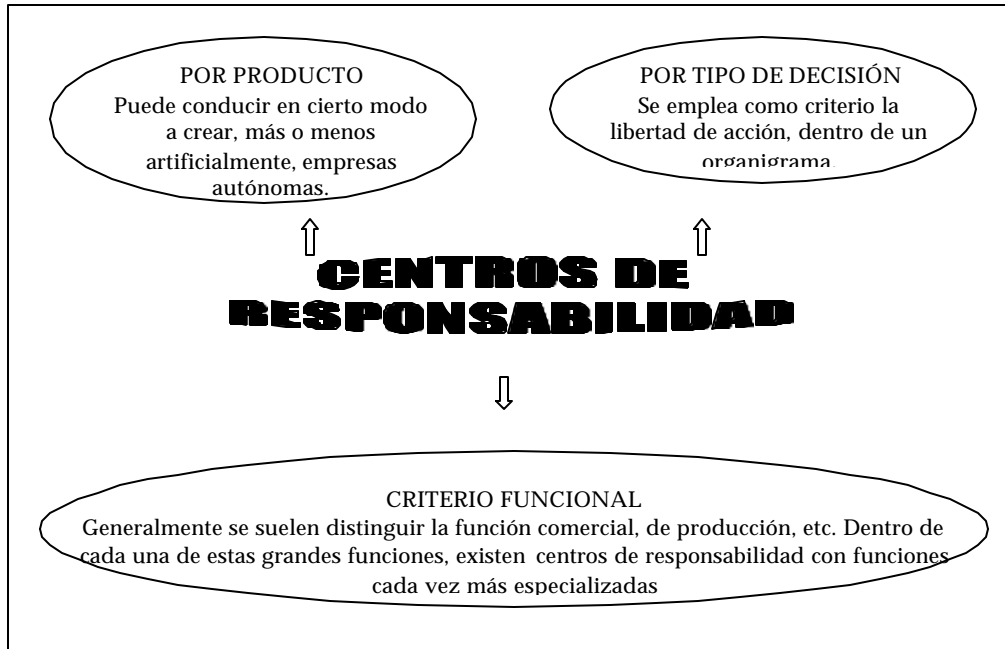 POR PRODUCTO
Puede conducir en cierto modo
a crear, más o menos
artificialmente, empresas
autónomas.
POR TIPO DE DECISIÓN
Se emplea como criterio la
libertad de acción, dentro de un
organigrama.
CENTROS DE
RESPONSABILIDAD
CRITERIO FUNCIONAL
Generalmente se suelen distinguir la función comercial, de producción, etc. Dentro de
cada una de estas grandes funciones, existen centros de responsabilidad con funciones
cada vez más especializadas